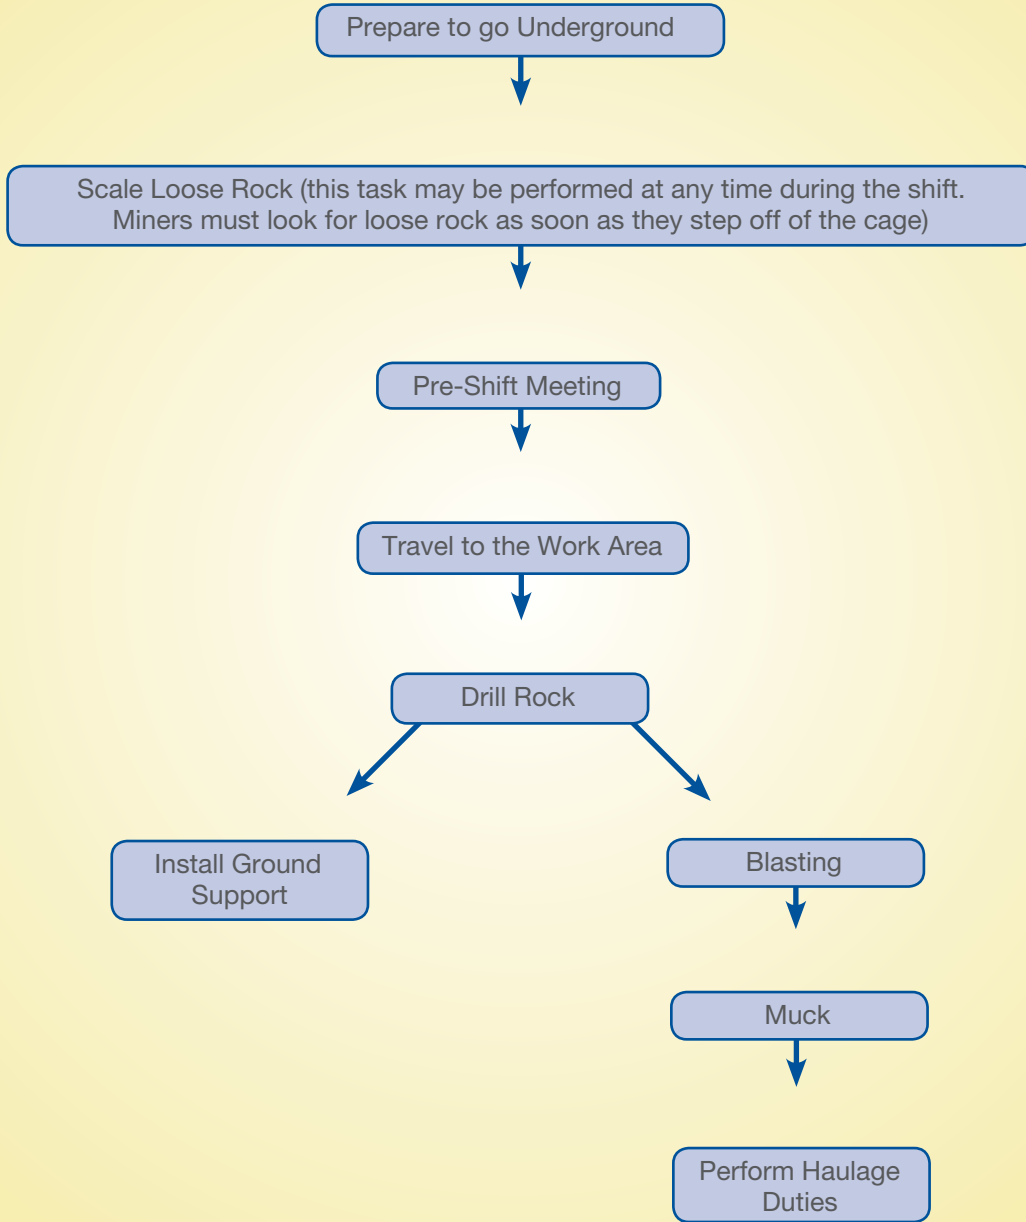 Prepare to go Underground
Scale Loose Rock (this task may be performed at any time during the shift.
Miners must look for loose rock as soon as they step off of the cage)
Pre-Shift Meeting
Travel to the Work Area
Drill Rock
Install Ground
Support
Blasting
Muck
Perform Haulage
Duties